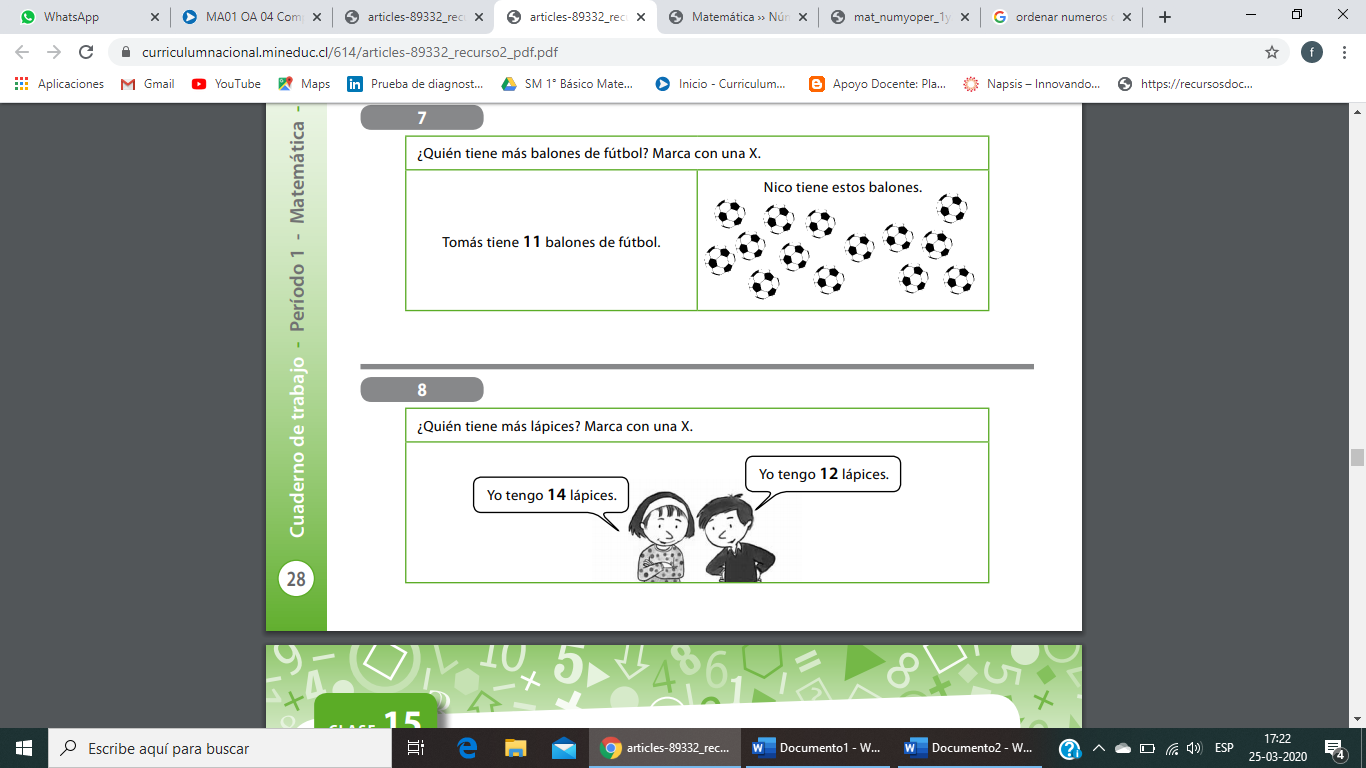 WhatsApp
MA01 OA 04 Com
articles-89332_rec
articles-89332_rec
Matemática ›› Nú
mat_numyoper_1
ordenar numeros
curriculumnacional.mineduc.cl/614/articles-89332_recurso2_pdf.pdf
f
Aplicaciones
Gmail
YouTube
Maps
Prueba de diagnost...
SM 1° Básico Mate...
Inicio - Curriculum...
Apoyo Docente: Pla...
Napsis – Innovando...
https://recursosdoc...
Cuaderno de trabajo - Período 1 - Matemática -
28
7
¿Quién tiene más balones de fútbol? Marca con una X.
Tomás tiene 11 balones de fútbol.
Nico tiene estos balones.
8
¿Quién tiene más lápices? Marca con una X.
Yo tengo 14 lápices.
Yo tengo 12 lápices.
CLASE 15
Escribe aquí para buscar
articles-89332_rec...
Documento1 - W...
Documento2 - W...
ESP
17:22
25-03-2020
4